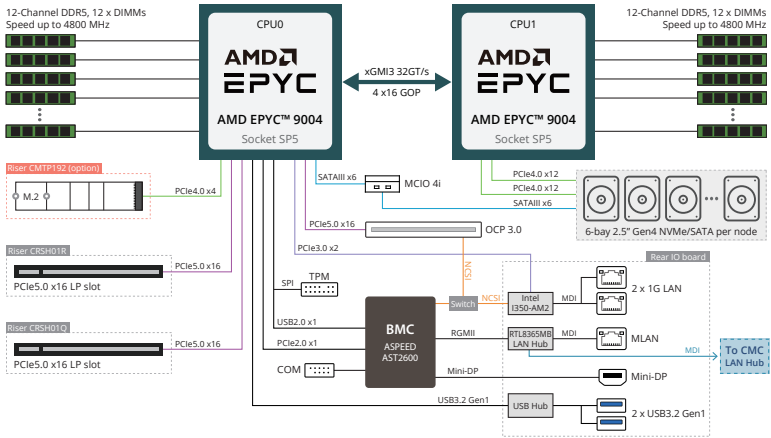 12-Channel DDR5, 12 x DIMMs
Speed up to 4800 MHz
CPU0
AMD
EPYC
AMD EPYC™ 9004
Socket SP5
xGMI3 32GT/s
4 x16 GOP
CPU1
AMD
EPYC
AMD EPYC™ 9004
Socket SP5
12-Channel DDR5, 12 x DIMMs
Speed up to 4800 MHz
Riser CMTP192 (option)
M.2
PCIe4.0 x4
SATAIII x6
MCIO 4i
PCIe4.0 x12
PCIe4.0 x12
SATAIII x6
6-bay 2.5" Gen4 NVMe/SATA per node
PCIe5.0 x16
OCP 3.0
PCIe3.0 x2
Riser CRSH01R
PCIe5.0 x16
PCIe5.0 x16 LP slot
NCSI
Rear IO board
SPI
TPM
Switch
NCSI
Intel
I350-AM2
MDI
2 x 1G LAN
Riser CRSH01Q
PCIe5.0 x16
PCIe5.0 x16 LP slot
USB2.0 x1
PCIe2.0 x1
COM
BMC
ASPEED
AST2600
RGMII
RTL8365MB
LAN Hub
MDI
MLAN
MDI
To CMC
LAN Hub
Mini-DP
Mini-DP
USB3.2 Gen1
USB Hub
2 x USB3.2 Gen1